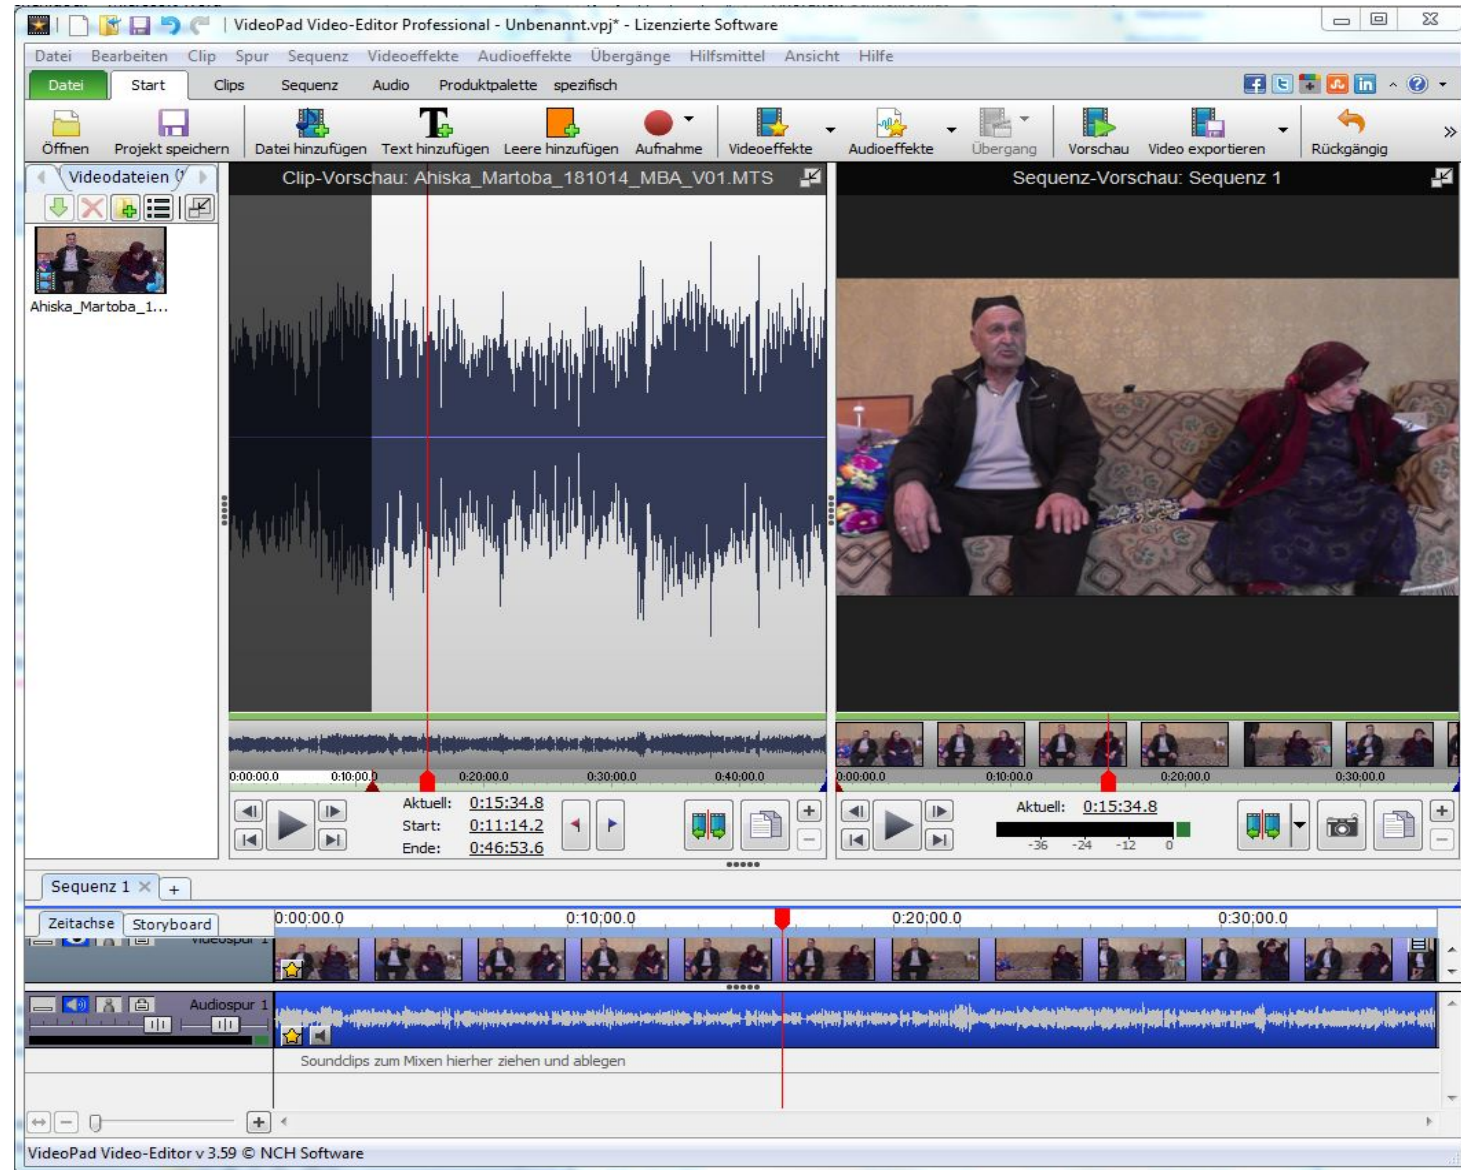 VideoPad Video-Editor Professional - Unbenannt.vpj* - Lizenzierte Software
Datei Bearbeiten Clip Spur Sequenz Videoeffekte Audioeffekte Übergänge Hilfsmittel Ansicht Hilfe
Datei Start Clips Sequenz Audio Produktpalette spezifisch
Öffnen Projekt speichern Datei hinzufügen Text hinzufügen Leere hinzufügen Aufnahme Videoeffekte Audioeffekte Übergang Vorschau Video exportieren Rückgängig
Videodateien
Ahiska_Martoba_1...
Clip-Vorschau: Ahiska_Martoba_181014_MBA_V01.MTS
0:00:00.0 0:10:00.0 0:20:00.0 0:30:00.0 0:40:00.0
Aktuell: 0:15:34.8
Start: 0:11:14.2
Ende: 0:46:53.6
Sequenz-Vorschau: Sequenz 1
0:00:00.0 0:10:00.0 0:20:00.0 0:30:00.0
Aktuell: 0:15:34.8
-36 -24 -12 0
Sequenz 1
Zeitachse Storyboard
0:00:00.0 0:10:00.0 0:20:00.0 0:30:00.0
Videospur 1
Audiospur 1
Soundclips zum Mixen hierher ziehen und ablegen
VideoPad Video-Editor v 3.59 © NCH Software